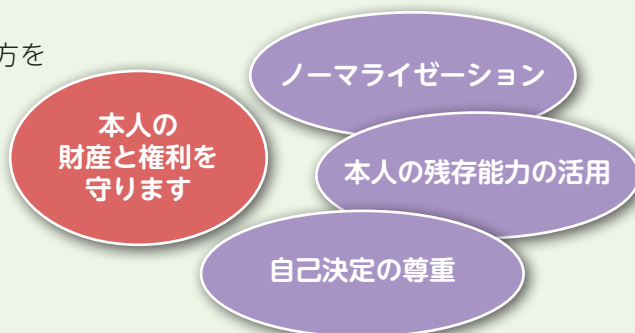 方を
本人の
財産と権利を
守ります
ノーマライゼーション
本人の残存能力の活用
自己決定の尊重